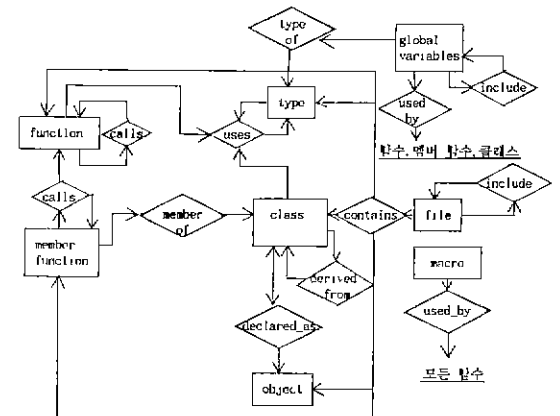 type
of
global
variables
include
used
by
함수, 멤버 함수, 클래스
type
function
calls
uses
calls
include
member
of
class
contains
file
member
function
derived
from
macro
declared_as
used_by
모든 함수
object